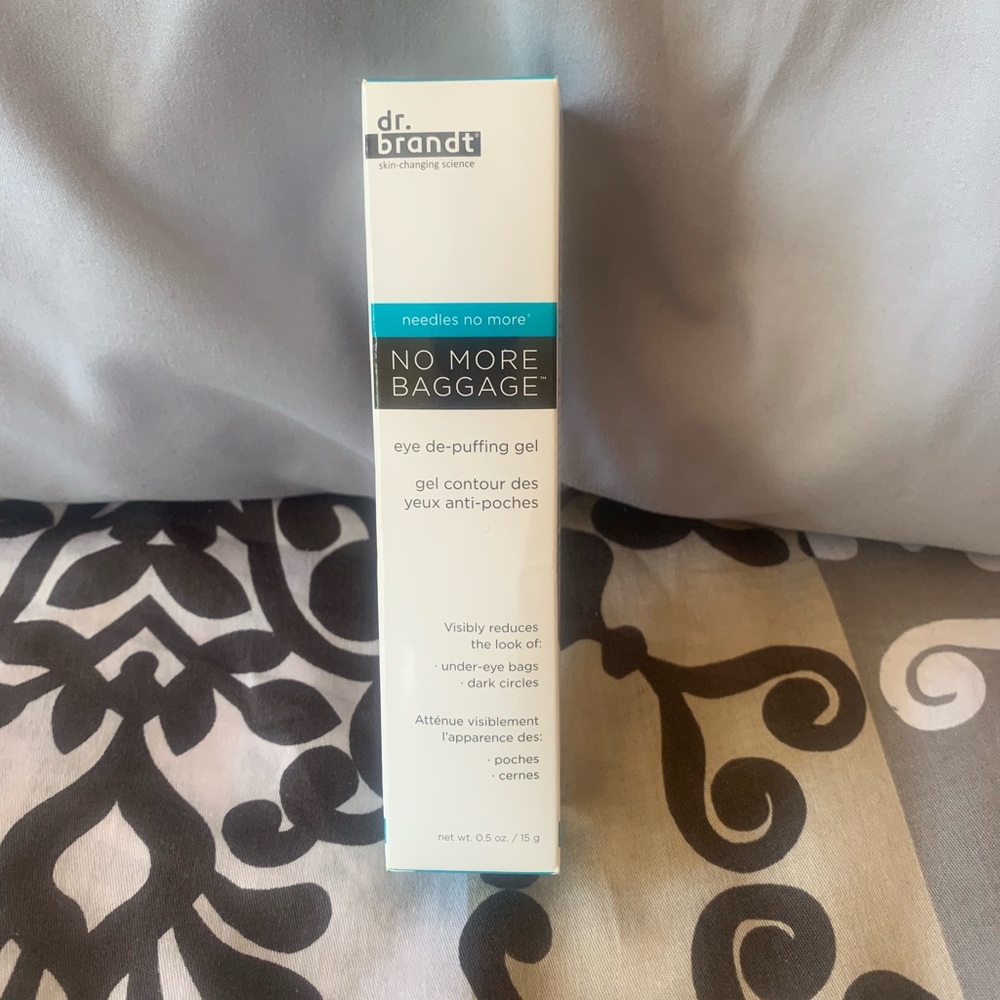 dr.
brandt®
skin-changing science
needles no more®
NO MORE
BAGGAGE™
eye de-puffing gel
gel contour des
yeux anti-poches
Visibly reduces
the look of:
· under-eye bags
· dark circles
Atténue visiblement
l'apparence des:
· poches
· cernes
net wt. 0.5 oz. / 15 g